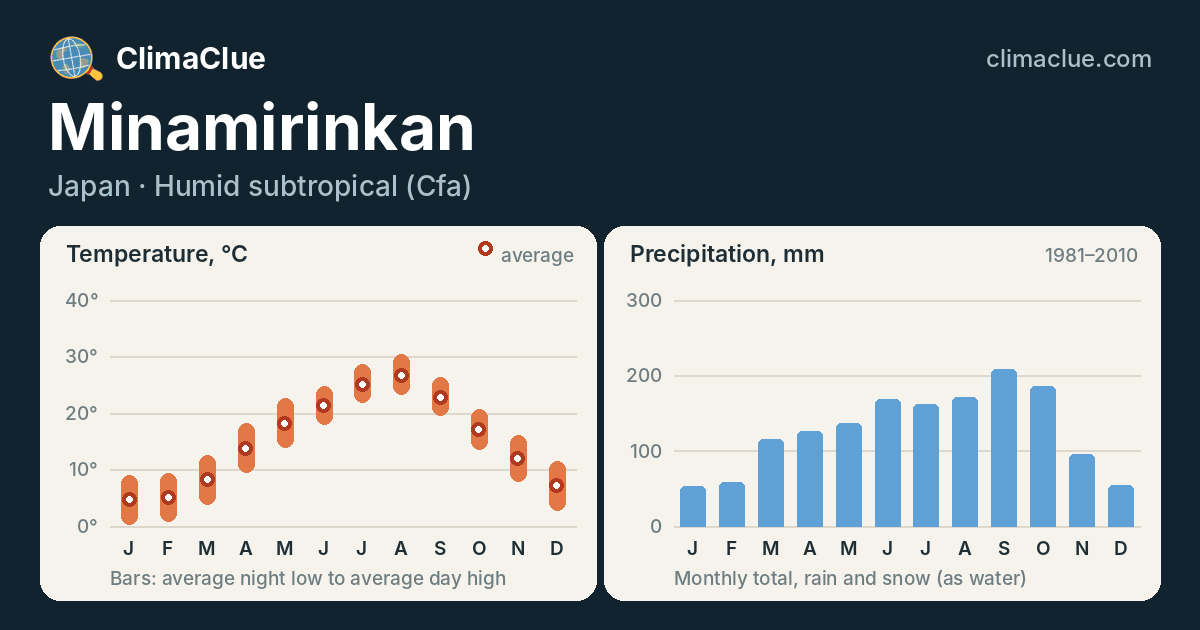 ClimaClue
climaclue.com
Minamirinkan
Japan · Humid subtropical (Cfa)
Temperature, °C
average
40°
30°
20°
10°
0°
J F M A M J J A S O N D
Bars: average night low to average day high
Precipitation, mm
1981–2010
300
200
100
0
J F M A M J J A S O N D
Monthly total, rain and snow (as water)